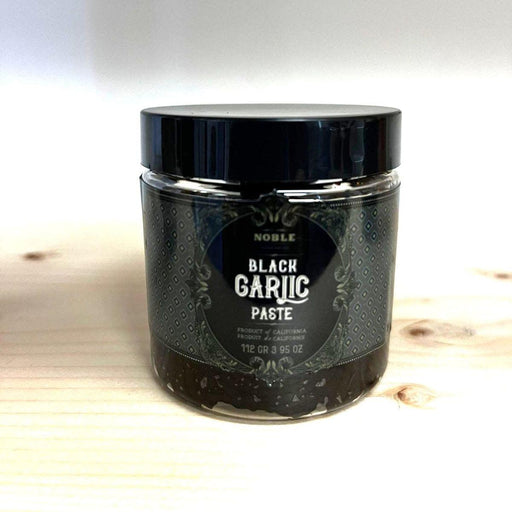 NOBLE
BLACK
GARLIC
PASTE
PRODUCT of CALIFORNIA
PRODUIT de CALIFORNIE
112 GR 3 95 OZ